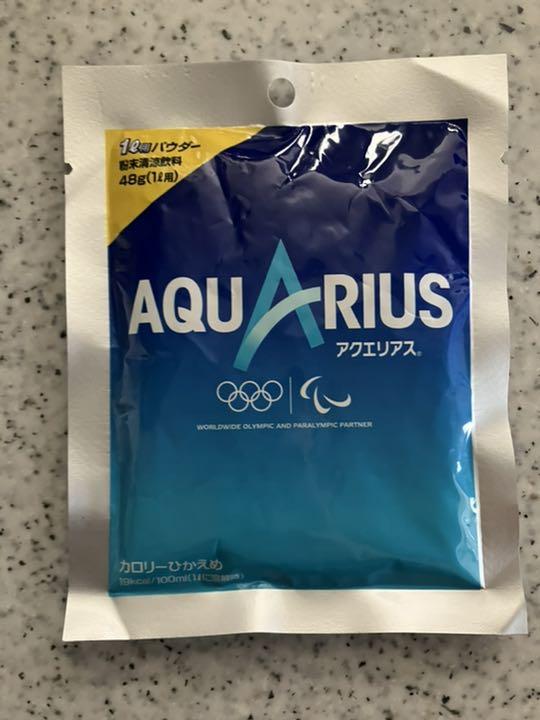 1ℓ用パウダー
粉末清涼飲料
48g(1ℓ用)
AQUARIUS
アクエリアス®
WORLDWIDE OLYMPIC AND PARALYMPIC PARTNER
カロリーひかえめ
19kcal/100ml(1ℓに溶解時)